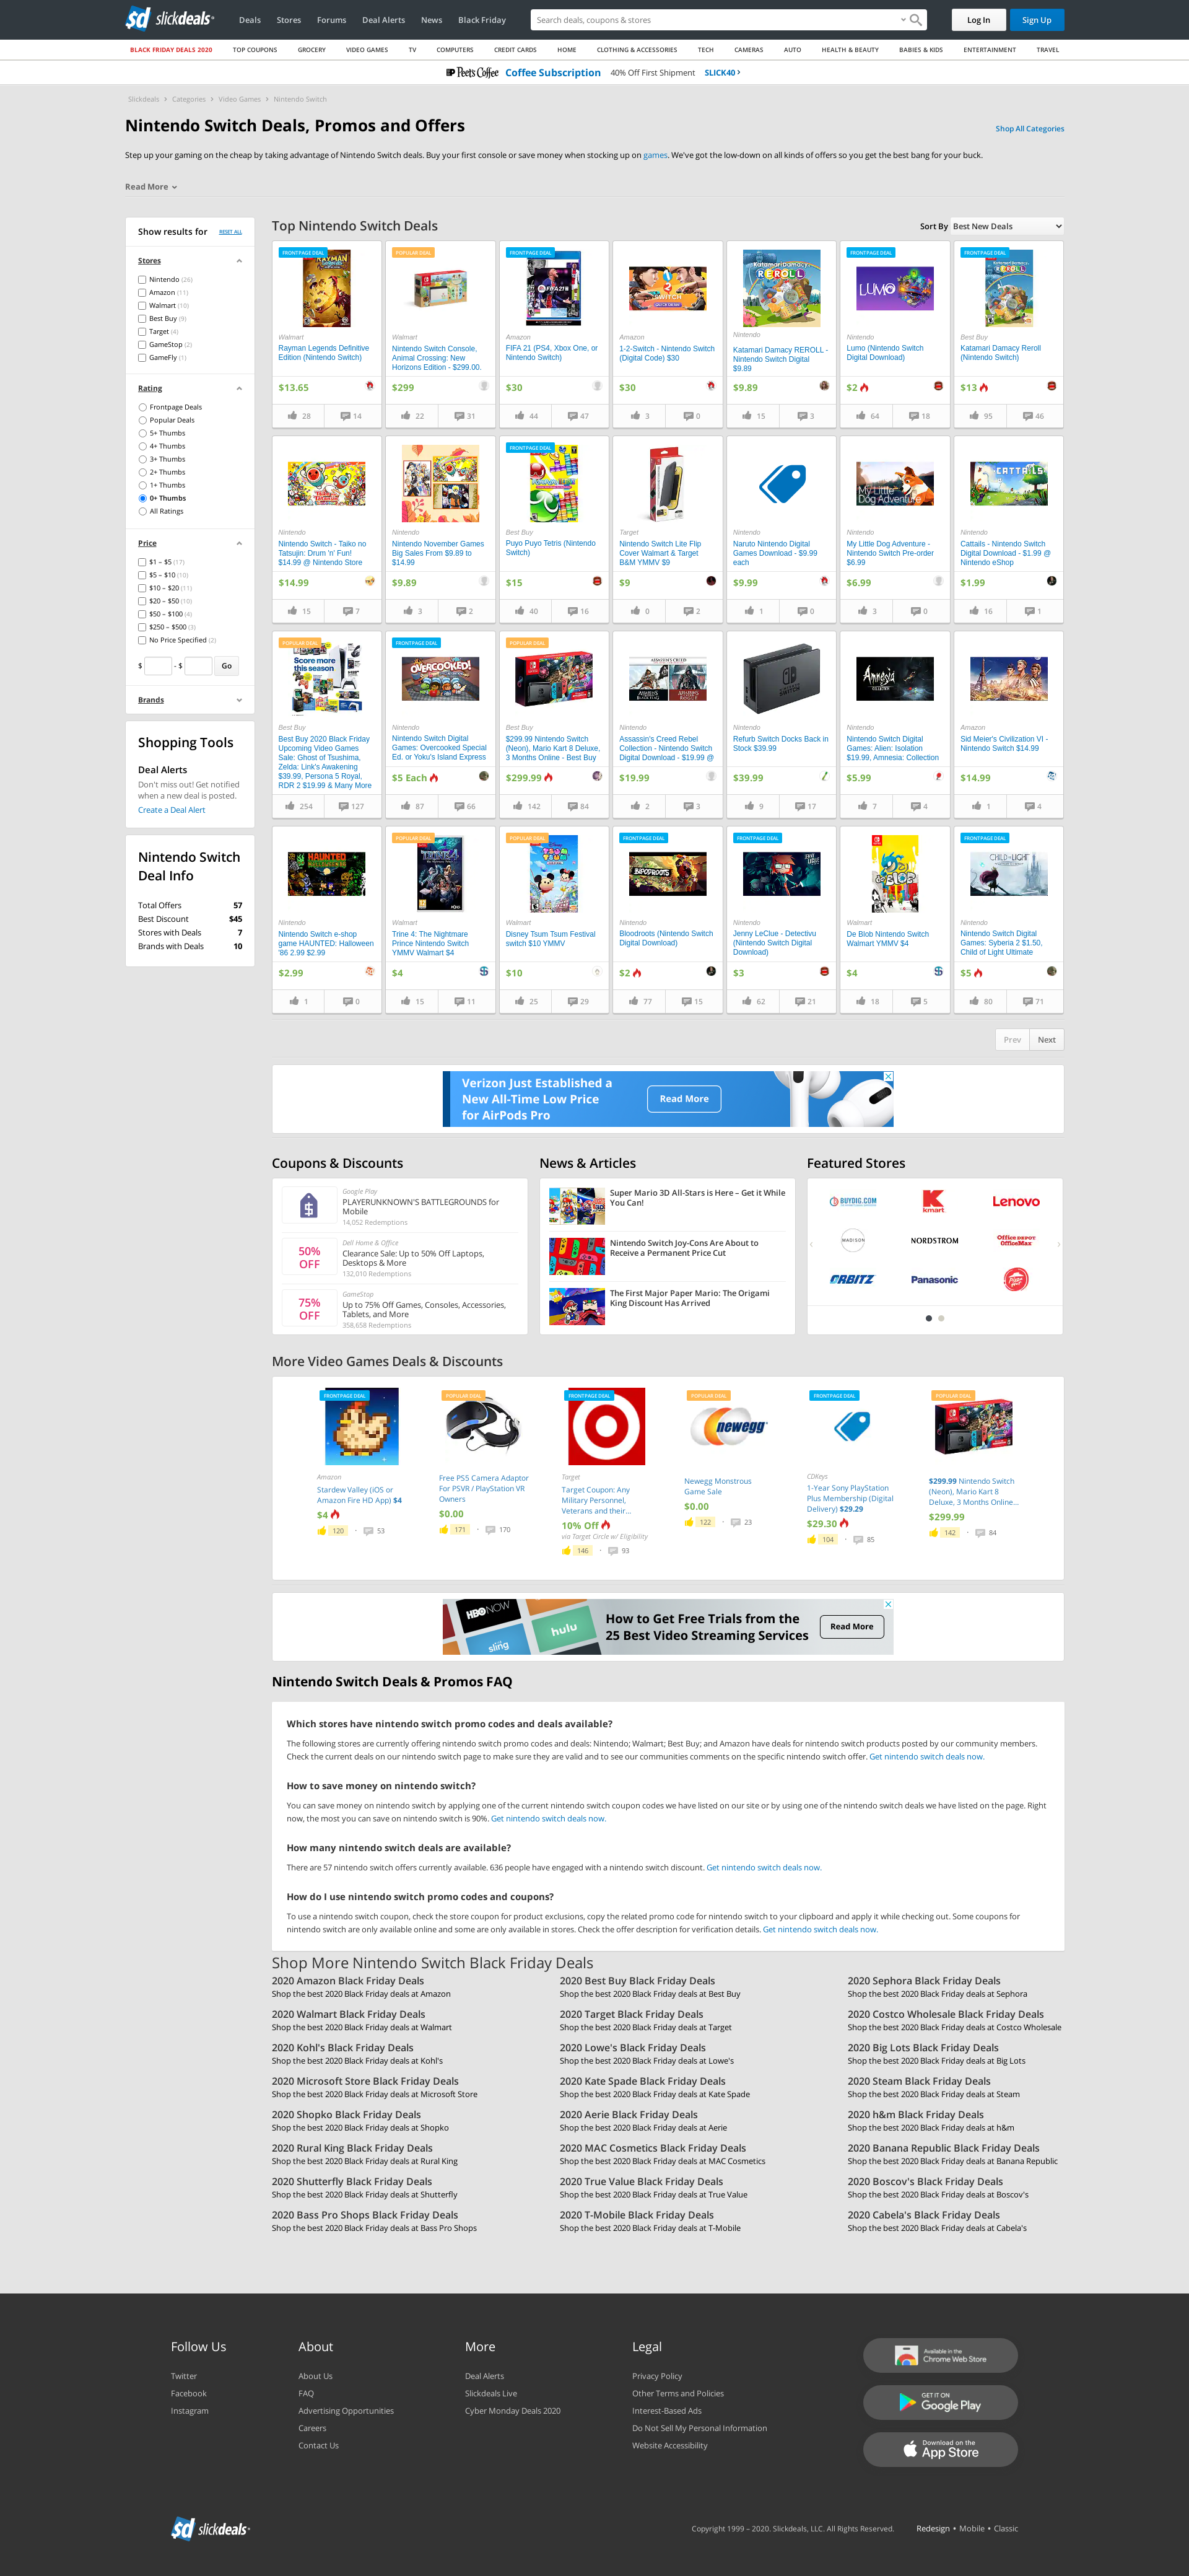 sd slickdeals
Deals
Stores
Forums
Deal Alerts
News
Black Friday
Search deals, coupons & stores
Log In
Sign Up
BLACK FRIDAY DEALS 2020
TOP COUPONS
GROCERY
VIDEO GAMES
TV
COMPUTERS
CREDIT CARDS
HOME
CLOTHING & ACCESSORIES
TECH
CAMERAS
AUTO
HEALTH & BEAUTY
BABIES & KIDS
ENTERTAINMENT
TRAVEL
Peet's Coffee Coffee Subscription 40% Off First Shipment SLICK40 ›
Slickdeals › Categories › Video Games › Nintendo Switch
Nintendo Switch Deals, Promos and Offers
Shop All Categories
Step up your gaming on the cheap by taking advantage of Nintendo Switch deals. Buy your first console or save money when stocking up on games. We've got the low-down on all kinds of offers so you get the best bang for your buck.
Read More
Show results for RESET ALL
Stores
Nintendo (26)
Amazon (11)
Walmart (10)
Best Buy (9)
Target (4)
GameStop (2)
GameFly (1)
Rating
Frontpage Deals
Popular Deals
5+ Thumbs
4+ Thumbs
3+ Thumbs
2+ Thumbs
1+ Thumbs
0+ Thumbs
All Ratings
Price
$1 – $5 (17)
$5 – $10 (10)
$10 – $20 (11)
$20 – $50 (10)
$50 – $100 (4)
$250 – $500 (3)
No Price Specified (2)
$ - $ Go
Brands
Shopping Tools
Deal Alerts
Don't miss out! Get notified
when a new deal is posted.
Create a Deal Alert
Nintendo Switch
Deal Info
Total Offers 57
Best Discount $45
Stores with Deals 7
Brands with Deals 10
Top Nintendo Switch Deals
Sort By Best New Deals
FRONTPAGE DEAL
Walmart
Rayman Legends Definitive
Edition (Nintendo Switch)
$13.65
28 14
POPULAR DEAL
Walmart
Nintendo Switch Console,
Animal Crossing: New
Horizons Edition - $299.00.
$299
22 31
FRONTPAGE DEAL
Amazon
FIFA 21 (PS4, Xbox One, or
Nintendo Switch)
$30
44 47
Amazon
1-2-Switch - Nintendo Switch
(Digital Code) $30
$30
3 0
Nintendo
Katamari Damacy REROLL -
Nintendo Switch Digital
$9.89
$9.89
15 3
FRONTPAGE DEAL
LUMO
Nintendo
Lumo (Nintendo Switch
Digital Download)
$2
64 18
FRONTPAGE DEAL
Best Buy
Katamari Damacy Reroll
(Nintendo Switch)
$13
95 46
Nintendo
Nintendo Switch - Taiko no
Tatsujin: Drum 'n' Fun!
$14.99 @ Nintendo Store
$14.99
15 7
Nintendo
Nintendo November Games
Big Sales From $9.89 to
$14.99
$9.89
3 2
FRONTPAGE DEAL
Best Buy
Puyo Puyo Tetris (Nintendo
Switch)
$15
40 16
Target
Nintendo Switch Lite Flip
Cover Walmart & Target
B&M YMMV $9
$9
0 2
Nintendo
Naruto Nintendo Digital
Games Download - $9.99
each
$9.99
1 0
My Little
Dog Adventure
Nintendo
My Little Dog Adventure -
Nintendo Switch Pre-order
$6.99
$6.99
3 0
CATTAILS
Nintendo
Cattails - Nintendo Switch
Digital Download - $1.99 @
Nintendo eShop
$1.99
16 1
POPULAR DEAL
Score more
this season
Best Buy
Best Buy 2020 Black Friday
Upcoming Video Games
Sale: Ghost of Tsushima,
Zelda: Link's Awakening
$39.99, Persona 5 Royal,
RDR 2 $19.99 & Many More
254 127
FRONTPAGE DEAL
OVERCOOKED!
Nintendo
Nintendo Switch Digital
Games: Overcooked Special
Ed. or Yoku's Island Express
$5 Each
87 66
POPULAR DEAL
Best Buy
$299.99 Nintendo Switch
(Neon), Mario Kart 8 Deluxe,
3 Months Online - Best Buy
$299.99
142 84
Nintendo
Assassin's Creed Rebel
Collection - Nintendo Switch
Digital Download - $19.99 @
$19.99
2 3
Nintendo
Refurb Switch Docks Back in
Stock $39.99
$39.99
9 17
Amnesia
COLLECTION
Nintendo
Nintendo Switch Digital
Games: Alien: Isolation
$19.99, Amnesia: Collection
$5.99
7 4
Amazon
Sid Meier's Civilization VI -
Nintendo Switch $14.99
$14.99
1 4
HAUNTED
Nintendo
Nintendo Switch e-shop
game HAUNTED: Halloween
'86 2.99 $2.99
$2.99
1 0
POPULAR DEAL
Walmart
Trine 4: The Nightmare
Prince Nintendo Switch
YMMV Walmart $4
$4
15 11
POPULAR DEAL
Walmart
Disney Tsum Tsum Festival
switch $10 YMMV
$10
25 29
FRONTPAGE DEAL
BLOODROOTS
Nintendo
Bloodroots (Nintendo Switch
Digital Download)
$2
77 15
FRONTPAGE DEAL
Nintendo
Jenny LeClue - Detectivu
(Nintendo Switch Digital
Download)
$3
62 21
Walmart
De Blob Nintendo Switch
Walmart YMMV $4
$4
18 5
FRONTPAGE DEAL
CHILD of LIGHT
Nintendo
Nintendo Switch Digital
Games: Syberia 2 $1.50,
Child of Light Ultimate
$5
80 71
Prev Next
Verizon Just Established a
New All-Time Low Price
for AirPods Pro
Read More
Coupons & Discounts
Google Play
PLAYERUNKNOWN'S BATTLEGROUNDS for
Mobile
14,052 Redemptions
50%
OFF
Dell Home & Office
Clearance Sale: Up to 50% Off Laptops,
Desktops & More
132,010 Redemptions
75%
OFF
GameStop
Up to 75% Off Games, Consoles, Accessories,
Tablets, and More
358,658 Redemptions
News & Articles
Super Mario 3D All-Stars is Here – Get it While
You Can!
Nintendo Switch Joy-Cons Are About to
Receive a Permanent Price Cut
The First Major Paper Mario: The Origami
King Discount Has Arrived
Featured Stores
BUYDIG.COM
kmart
Lenovo
MADISON
NORDSTROM
Office DEPOT
OfficeMax
ORBITZ
Panasonic
More Video Games Deals & Discounts
FRONTPAGE DEAL
Amazon
Stardew Valley (iOS or
Amazon Fire HD App) $4
$4
120 · 53
POPULAR DEAL
Free PS5 Camera Adaptor
For PSVR / PlayStation VR
Owners
$0.00
171 · 170
FRONTPAGE DEAL
Target
Target Coupon: Any
Military Personnel,
Veterans and their...
10% Off
via Target Circle w/ Eligibility
146 · 93
POPULAR DEAL
newegg
Newegg Monstrous
Game Sale
$0.00
122 · 23
FRONTPAGE DEAL
CDKeys
1-Year Sony PlayStation
Plus Membership (Digital
Delivery) $29.29
$29.30
104 · 85
POPULAR DEAL
$299.99 Nintendo Switch
(Neon), Mario Kart 8
Deluxe, 3 Months Online...
$299.99
142 · 84
HBO NOW
sling
hulu
How to Get Free Trials from the
25 Best Video Streaming Services
Read More
Nintendo Switch Deals & Promos FAQ
Which stores have nintendo switch promo codes and deals available?
The following stores are currently offering nintendo switch promo codes and deals: Nintendo; Walmart; Best Buy; and Amazon have deals for nintendo switch products posted by our community members.
Check the current deals on our nintendo switch page to make sure they are valid and to see our communities comments on the specific nintendo switch offer. Get nintendo switch deals now.
How to save money on nintendo switch?
You can save money on nintendo switch by applying one of the current nintendo switch coupon codes we have listed on our site or by using one of the nintendo switch deals we have listed on the page. Right
now, the most you can save on nintendo switch is 90%. Get nintendo switch deals now.
How many nintendo switch deals are available?
There are 57 nintendo switch offers currently available. 636 people have engaged with a nintendo switch discount. Get nintendo switch deals now.
How do I use nintendo switch promo codes and coupons?
To use a nintendo switch coupon, check the store coupon for product exclusions, copy the related promo code for nintendo switch to your clipboard and apply it while checking out. Some coupons for
nintendo switch are only available online and some are only available in stores. Check the offer description for verification details. Get nintendo switch deals now.
Shop More Nintendo Switch Black Friday Deals
2020 Amazon Black Friday Deals
Shop the best 2020 Black Friday deals at Amazon
2020 Best Buy Black Friday Deals
Shop the best 2020 Black Friday deals at Best Buy
2020 Sephora Black Friday Deals
Shop the best 2020 Black Friday deals at Sephora
2020 Walmart Black Friday Deals
Shop the best 2020 Black Friday deals at Walmart
2020 Target Black Friday Deals
Shop the best 2020 Black Friday deals at Target
2020 Costco Wholesale Black Friday Deals
Shop the best 2020 Black Friday deals at Costco Wholesale
2020 Kohl's Black Friday Deals
Shop the best 2020 Black Friday deals at Kohl's
2020 Lowe's Black Friday Deals
Shop the best 2020 Black Friday deals at Lowe's
2020 Big Lots Black Friday Deals
Shop the best 2020 Black Friday deals at Big Lots
2020 Microsoft Store Black Friday Deals
Shop the best 2020 Black Friday deals at Microsoft Store
2020 Kate Spade Black Friday Deals
Shop the best 2020 Black Friday deals at Kate Spade
2020 Steam Black Friday Deals
Shop the best 2020 Black Friday deals at Steam
2020 Shopko Black Friday Deals
Shop the best 2020 Black Friday deals at Shopko
2020 Aerie Black Friday Deals
Shop the best 2020 Black Friday deals at Aerie
2020 h&m Black Friday Deals
Shop the best 2020 Black Friday deals at h&m
2020 Rural King Black Friday Deals
Shop the best 2020 Black Friday deals at Rural King
2020 MAC Cosmetics Black Friday Deals
Shop the best 2020 Black Friday deals at MAC Cosmetics
2020 Banana Republic Black Friday Deals
Shop the best 2020 Black Friday deals at Banana Republic
2020 Shutterfly Black Friday Deals
Shop the best 2020 Black Friday deals at Shutterfly
2020 True Value Black Friday Deals
Shop the best 2020 Black Friday deals at True Value
2020 Boscov's Black Friday Deals
Shop the best 2020 Black Friday deals at Boscov's
2020 Bass Pro Shops Black Friday Deals
Shop the best 2020 Black Friday deals at Bass Pro Shops
2020 T-Mobile Black Friday Deals
Shop the best 2020 Black Friday deals at T-Mobile
2020 Cabela's Black Friday Deals
Shop the best 2020 Black Friday deals at Cabela's
Follow Us
Twitter
Facebook
Instagram
About
About Us
FAQ
Advertising Opportunities
Careers
Contact Us
More
Deal Alerts
Slickdeals Live
Cyber Monday Deals 2020
Legal
Privacy Policy
Other Terms and Policies
Interest-Based Ads
Do Not Sell My Personal Information
Website Accessibility
Available in the
Chrome Web Store
GET IT ON
Google Play
Download on the
App Store
sd slickdeals
Copyright 1999 – 2020. Slickdeals, LLC. All Rights Reserved.
Redesign • Mobile • Classic